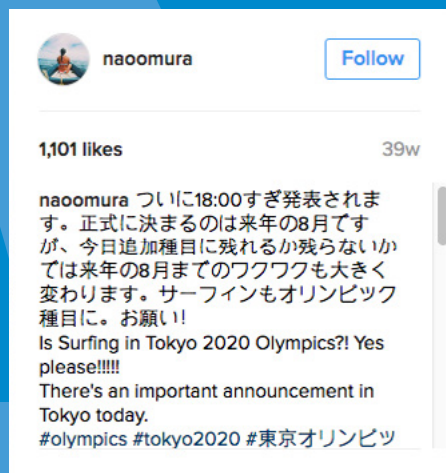 naoomura
Follow
1,101 likes
39w
naoomura ついに18:00すぎ発表されま
す。正式に決まるのは来年の8月です
が、今日追加種目に残れるか残らないか
では来年の8月までのワクワクも大きく
変わります。サーフィンもオリンピック
種目に。お願い!
Is Surfing in Tokyo 2020 Olympics?! Yes
please!!!!!
There's an important announcement in
Tokyo today.
#olympics #tokyo2020 #東京オリンピッ